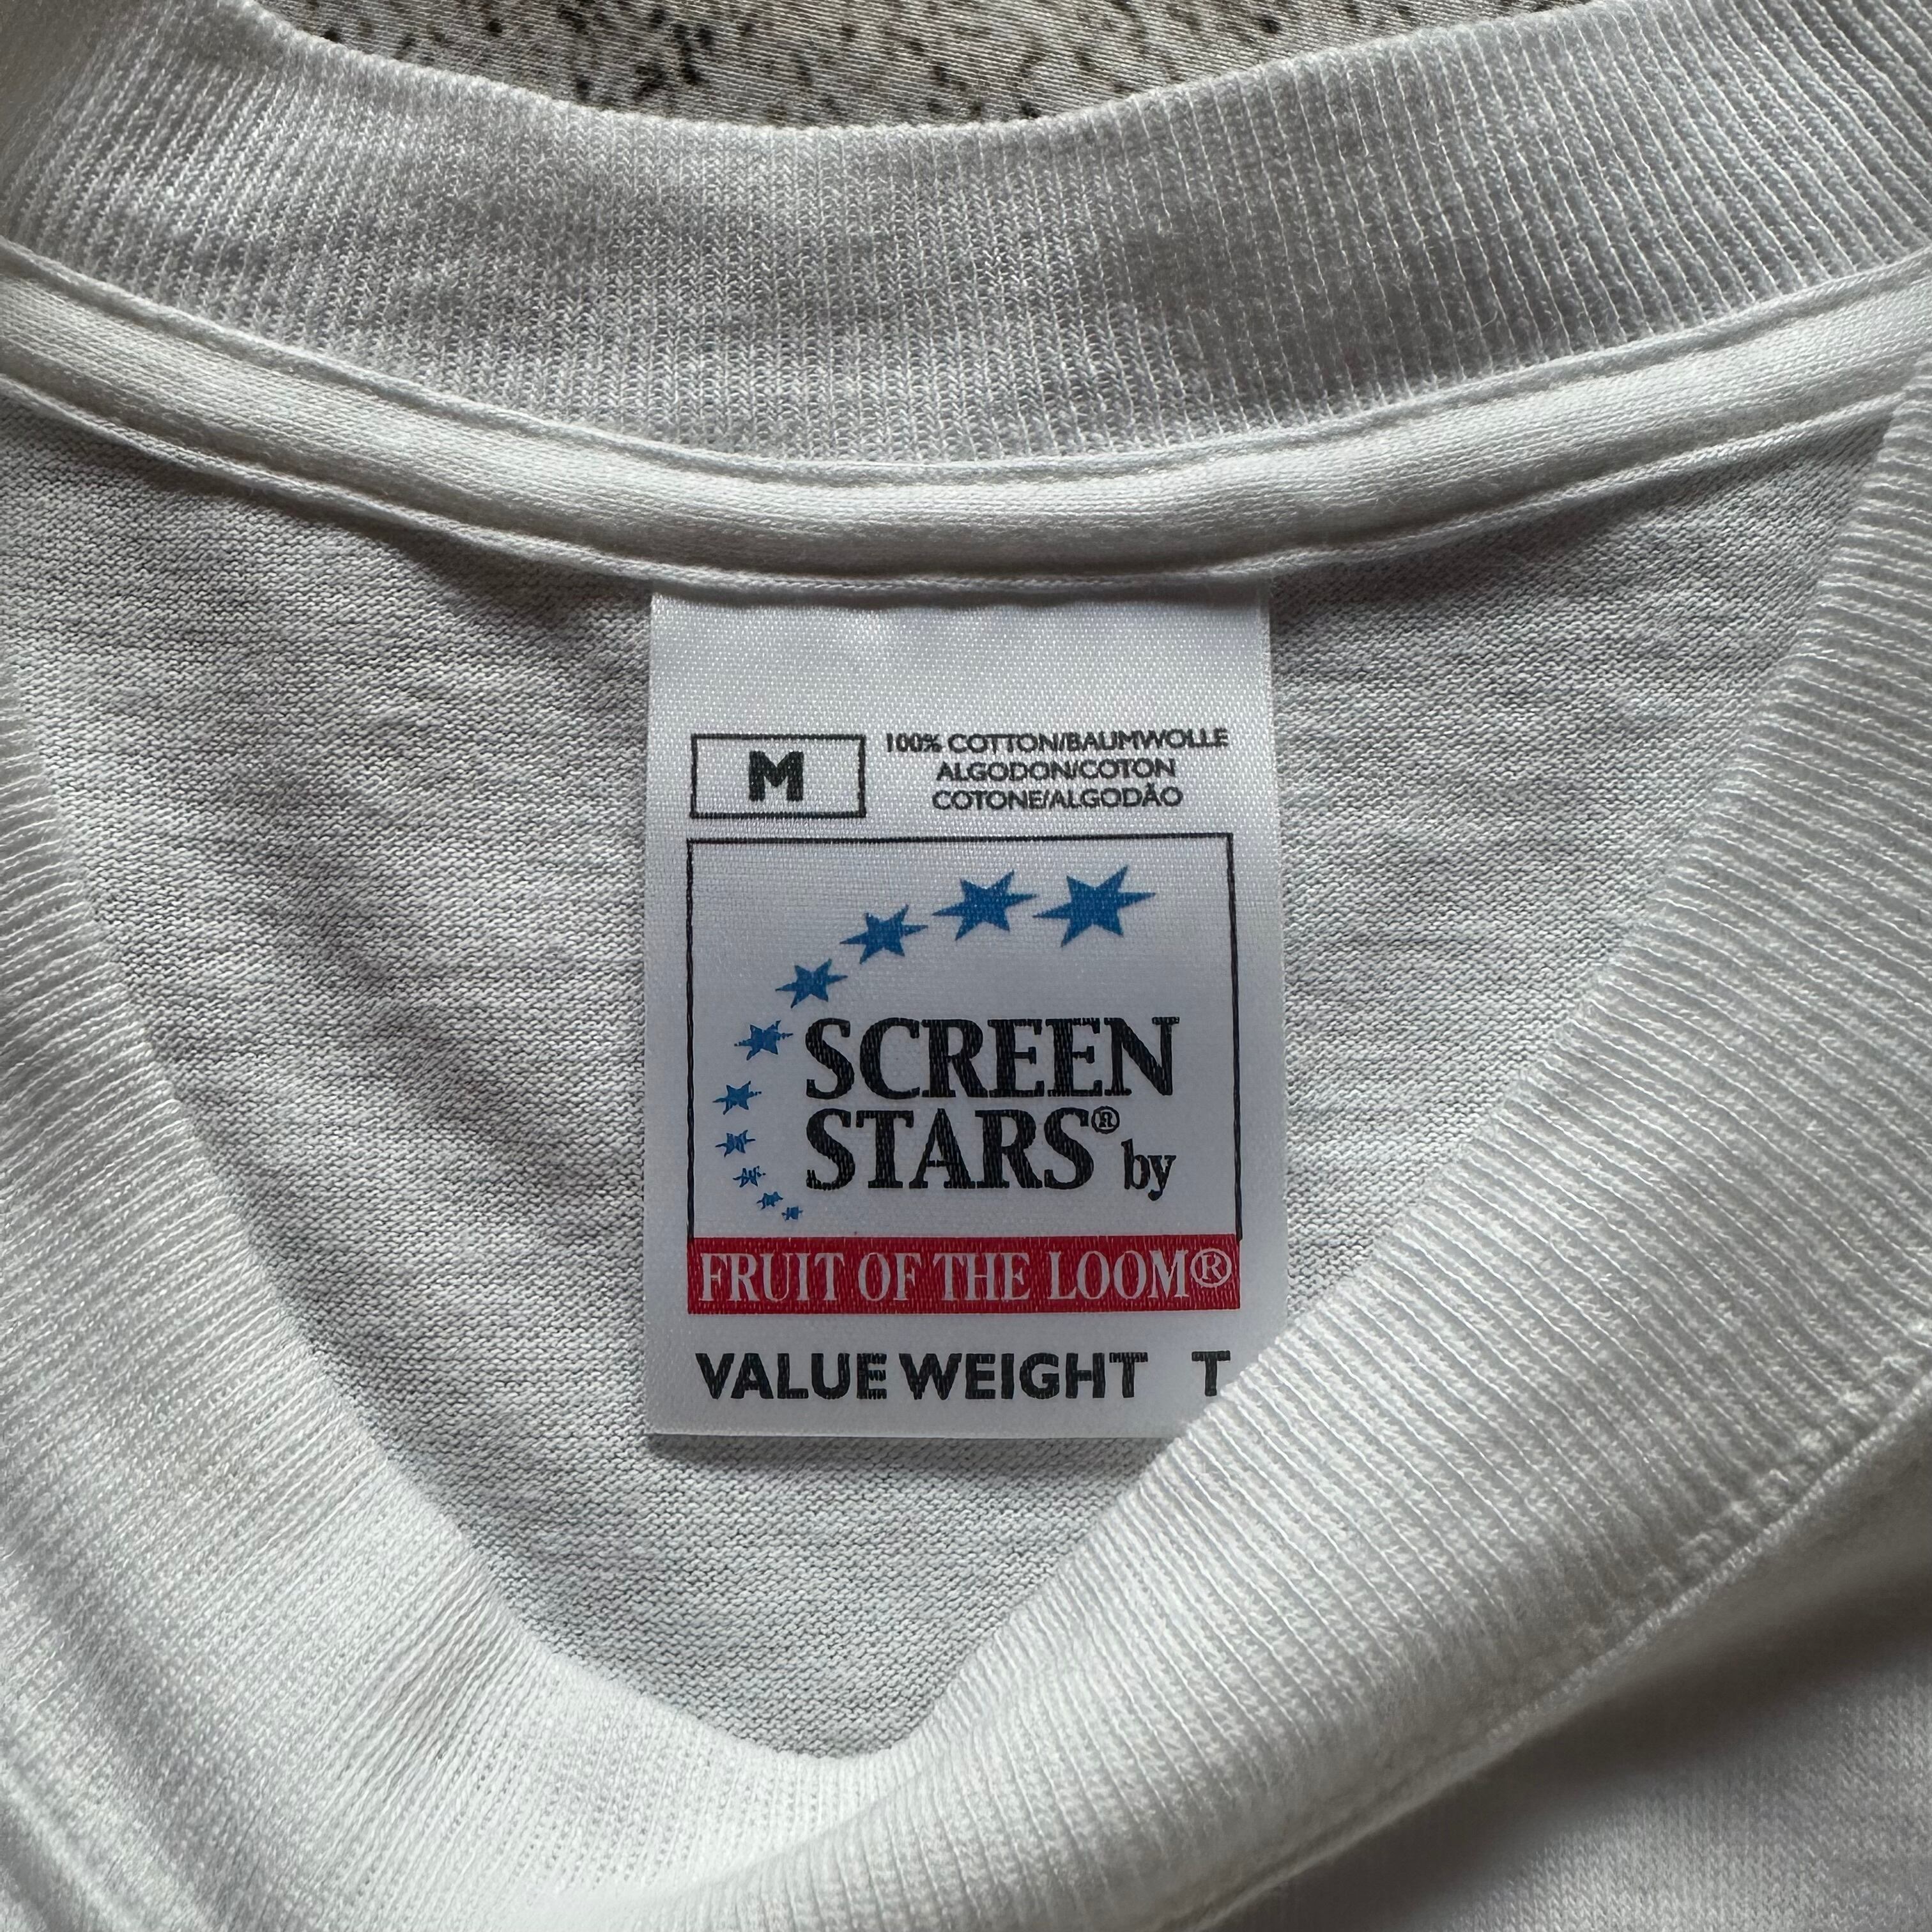 M
100% COTTON/BAUMWOLLE
ALGODON/COTON
COTONE/ALGODÃO
SCREEN
STARS® by
FRUIT OF THE LOOM®
VALUE WEIGHT T